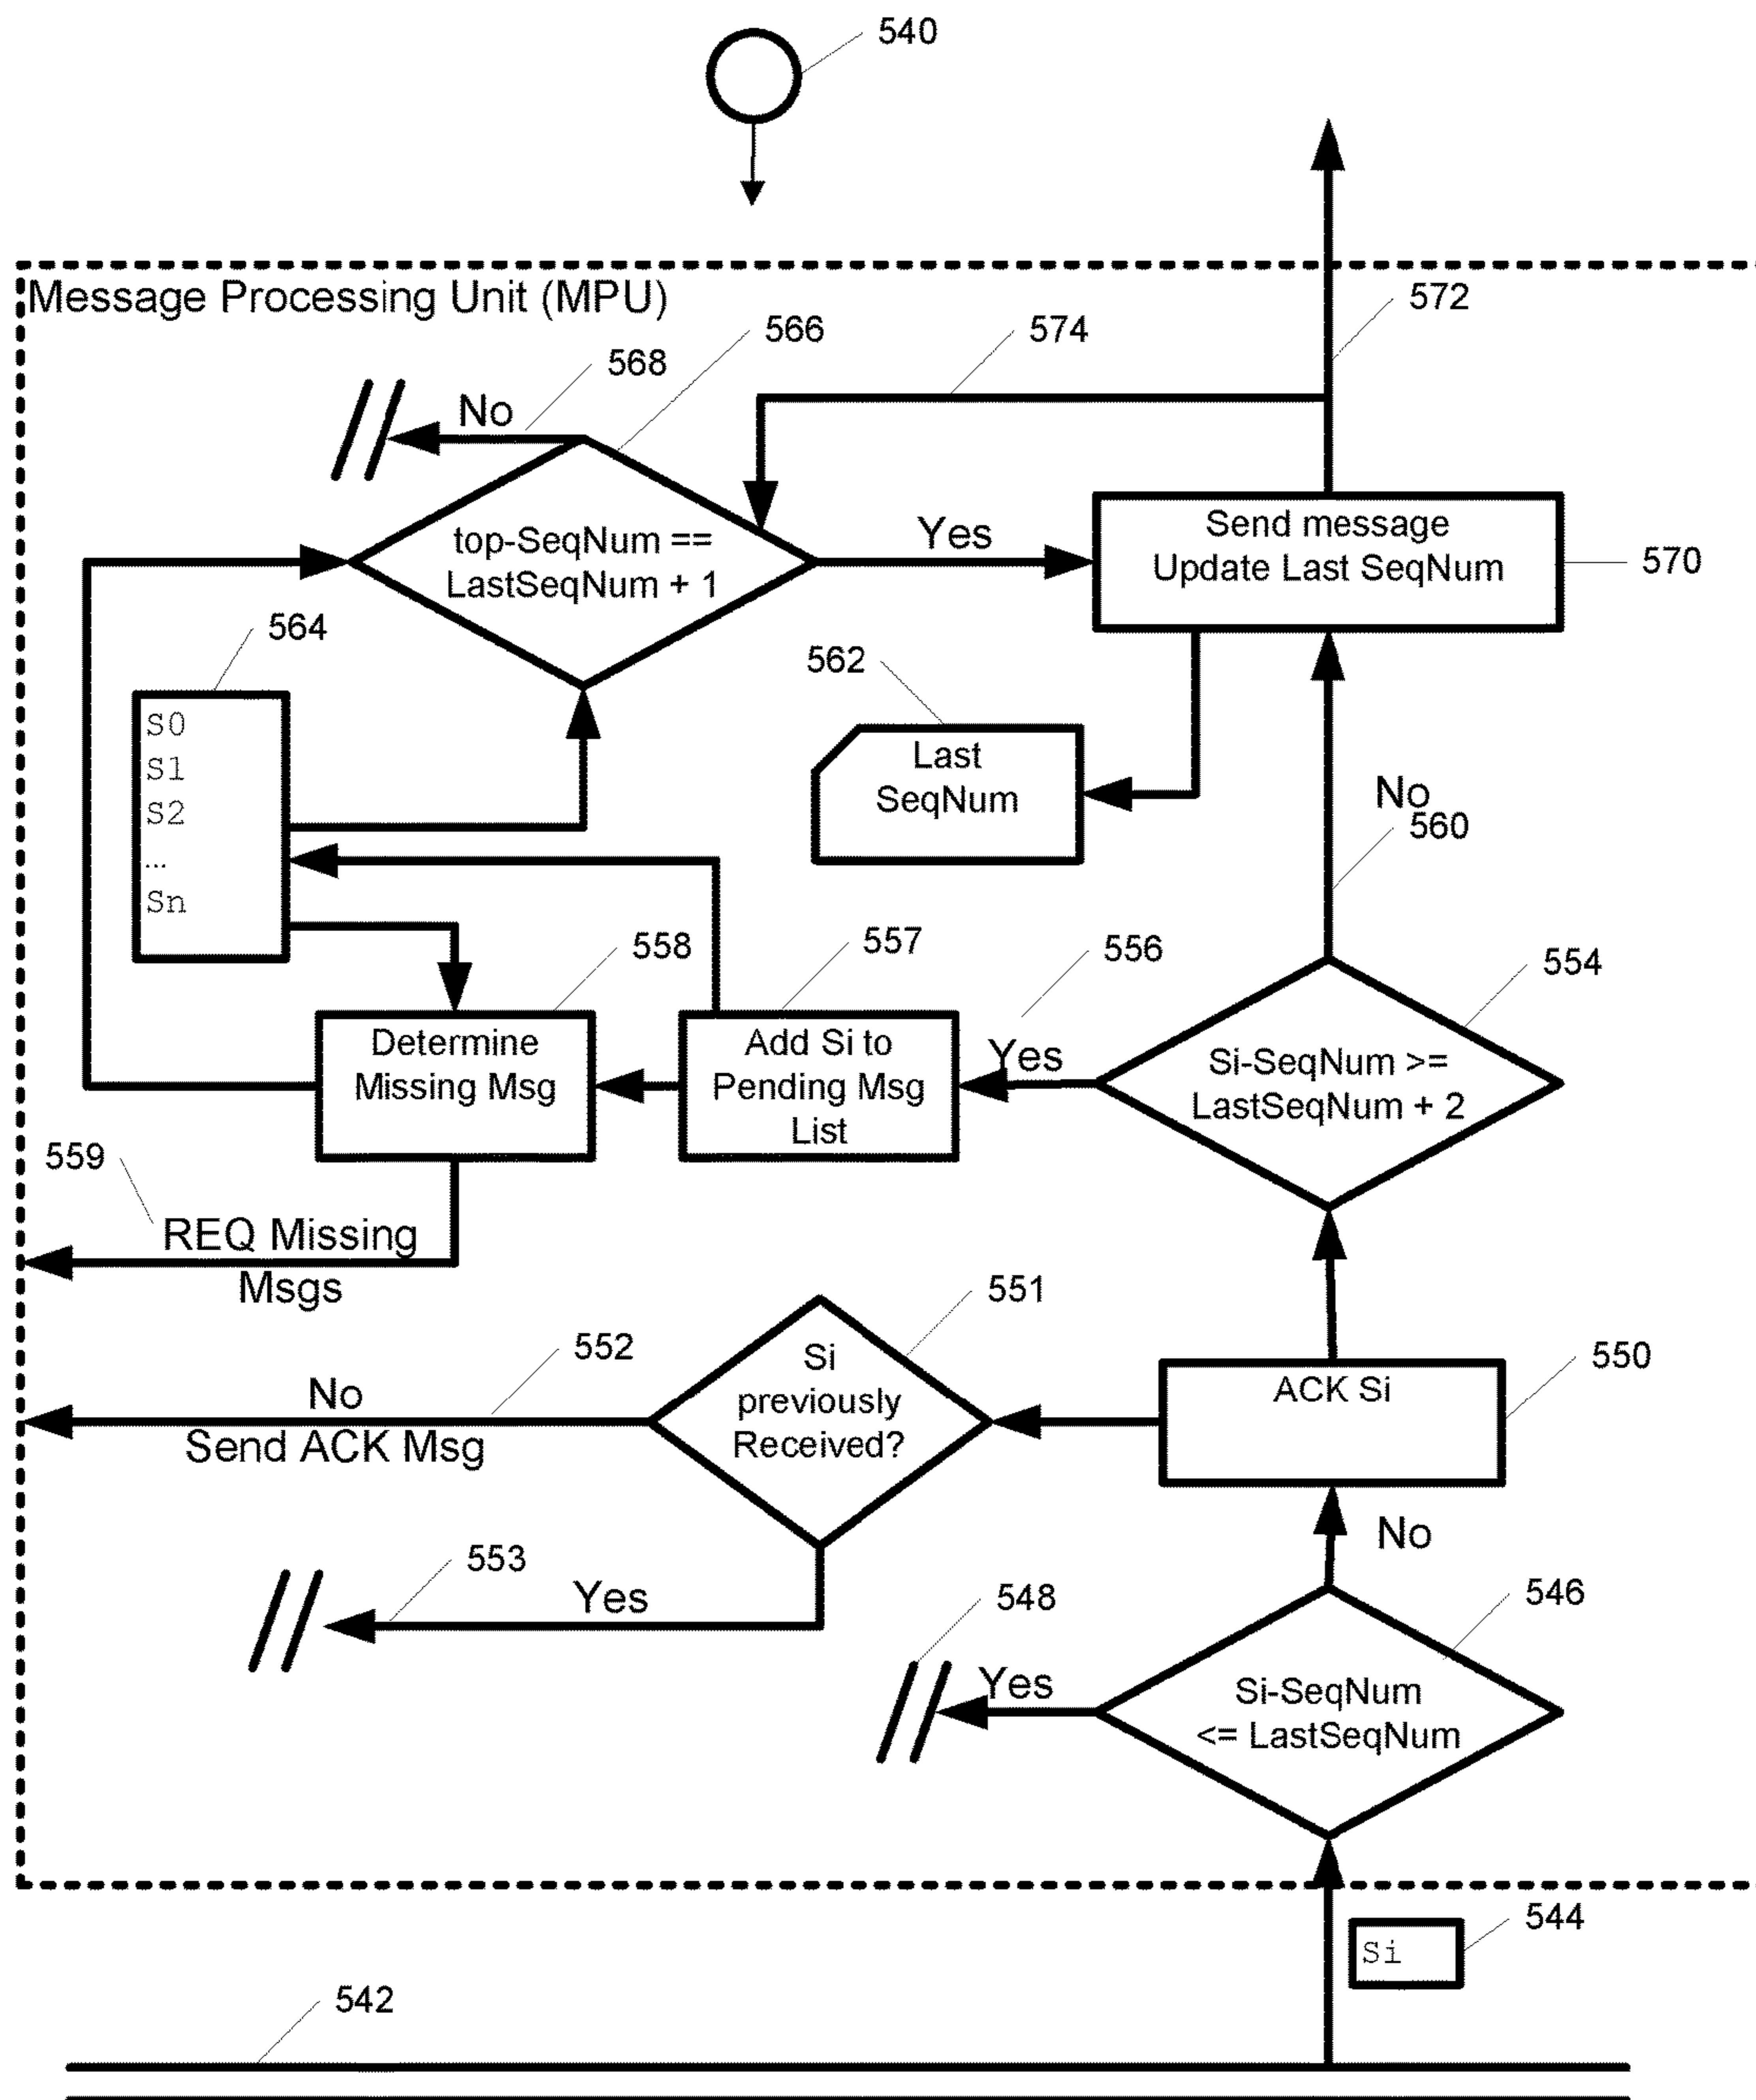 540
Message Processing Unit (MPU)
572
566
574
568
No
top-SeqNum ==
LastSeqNum + 1
Yes
Send message
Update Last SeqNum
570
564
S0
S1
S2
...
Sn
562
Last
SeqNum
No
560
558
557
556
554
Determine
Missing Msg
Add Si to
Pending Msg
List
Yes
Si-SeqNum >=
LastSeqNum + 2
559
REQ Missing
Msgs
551
552
No
Send ACK Msg
Si
previously
Received?
550
ACK Si
553
Yes
No
548
546
Yes
Si-SeqNum
<= LastSeqNum
544
Si
542